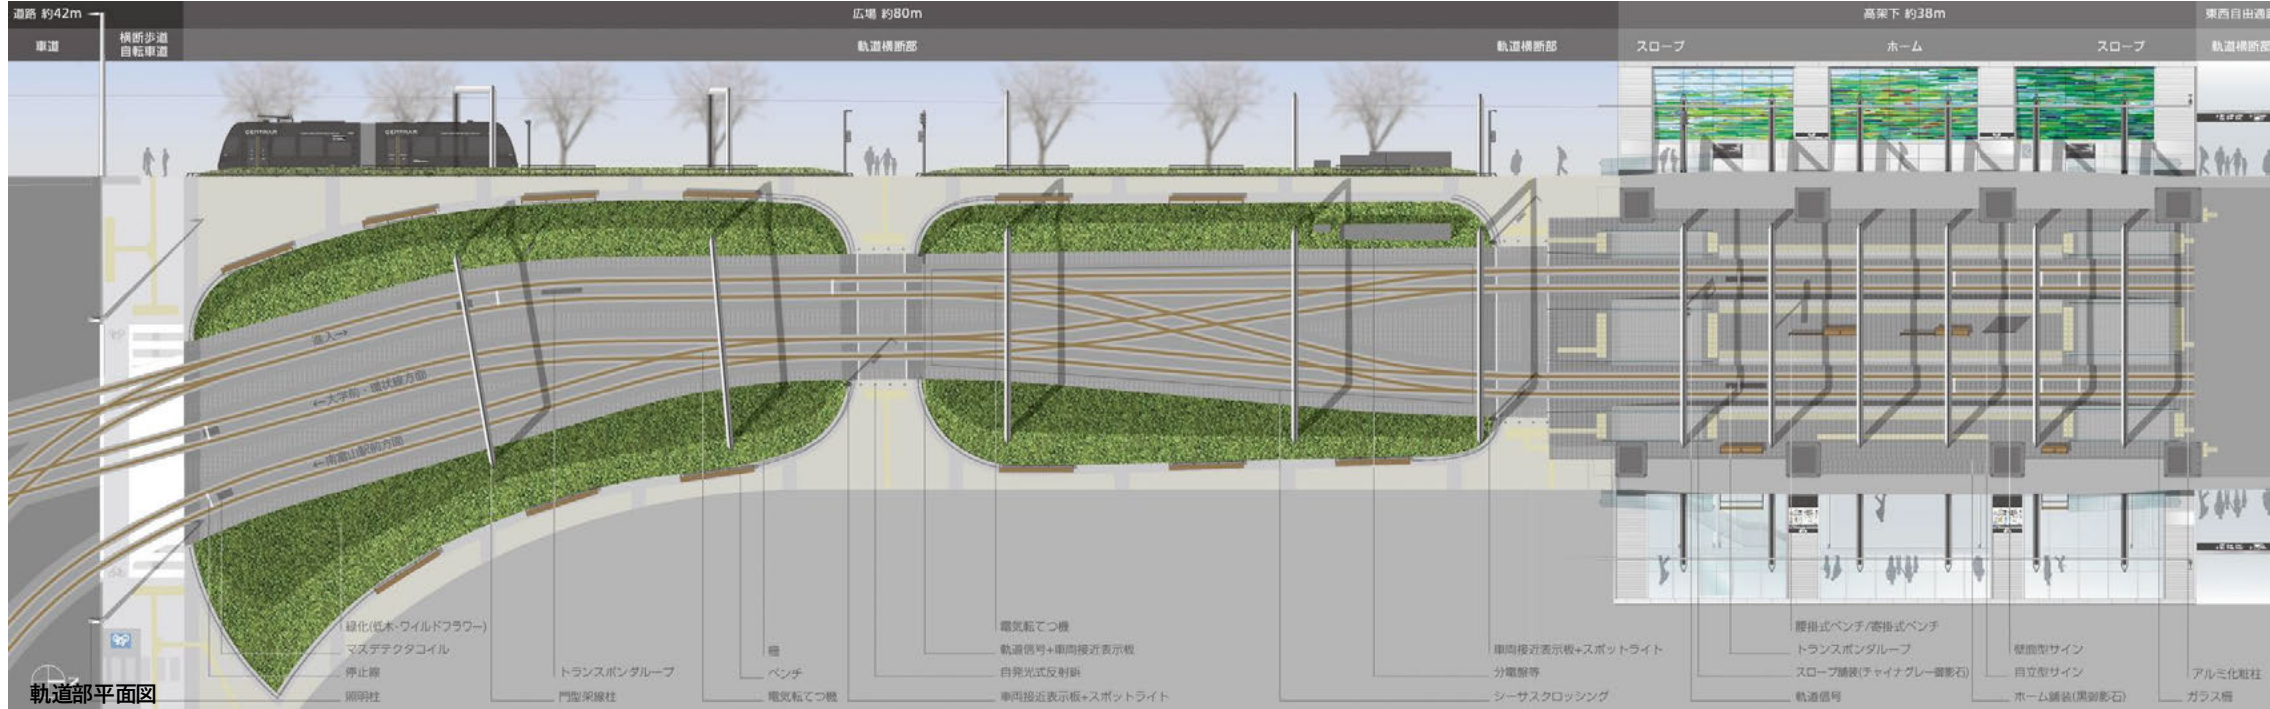 道路 約42m
広場 約80m
高架下 約38m
東西自由通路
車道
横断歩道
自転車道
軌道横断部
軌道横断部
スロープ
ホーム
スロープ
軌道横断部
CENTRAM
CENTRAM
進入→
←大学前・環状線方面
←南富山駅前方面
緑化(低木・ワイルドフラワー)
マスデテクタコイル
停止線
照明柱
トランスポンダループ
門型架線柱
柵
ベンチ
電気転てつ機
電気転てつ機
軌道信号+車両接近表示板
自発光式反射鋲
車両接近表示板+スポットライト
車両接近表示板+スポットライト
分電盤等
シーサスクロッシング
腰掛式ベンチ/寄掛式ベンチ
トランスポンダループ
スロープ舗装(チャイナグレー御影石)
軌道信号
壁面型サイン
自立型サイン
ホーム舗装(黒御影石)
アルミ化粧柱
ガラス柵
軌道部平面図